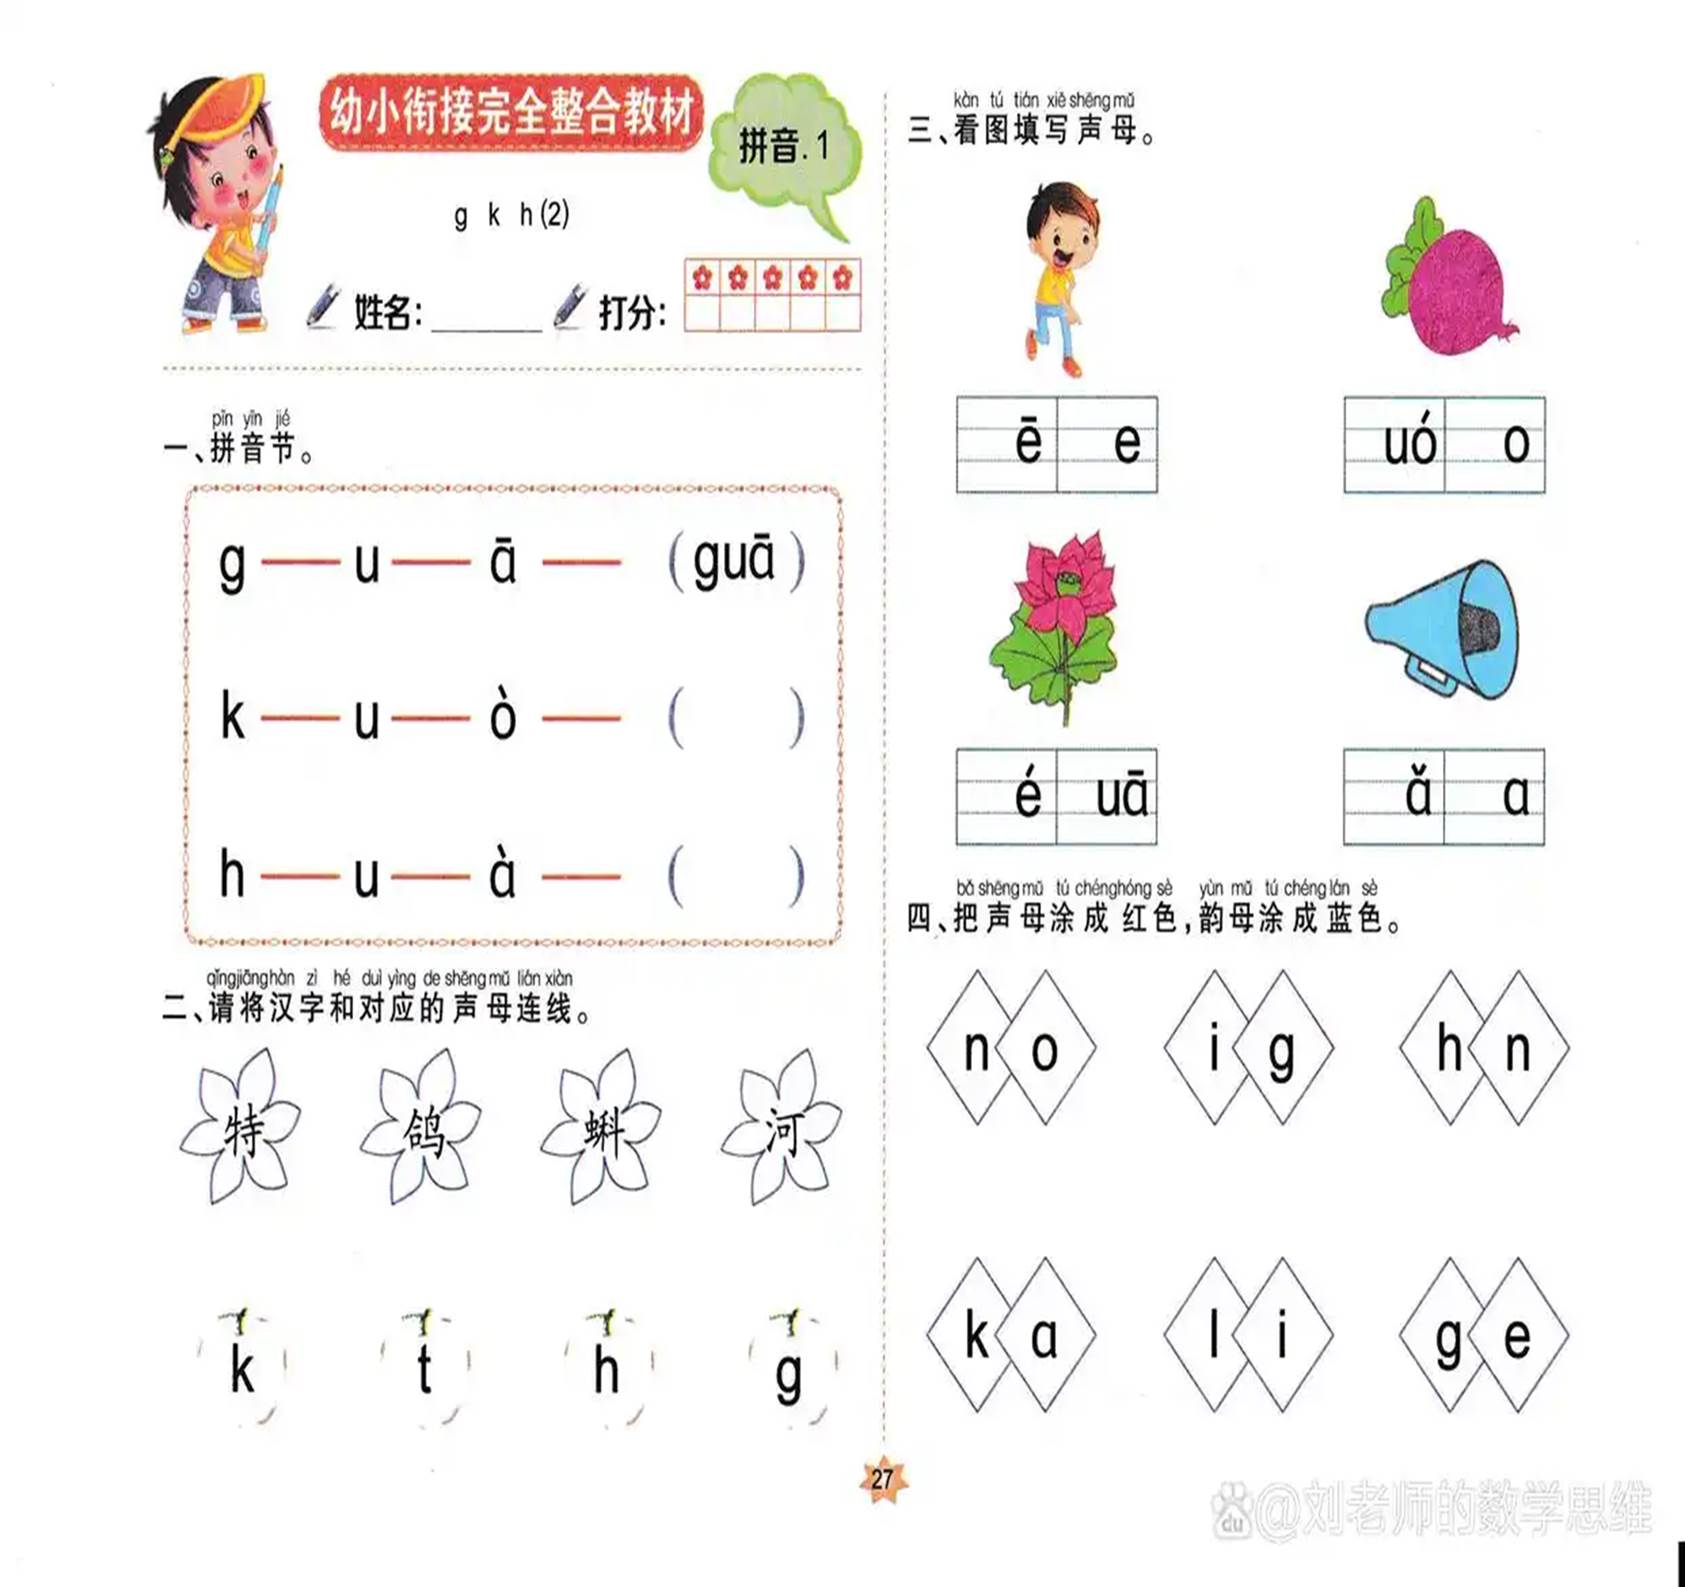 幼小衔接完全整合教材
拼音.1
g k h(2)
姓名：
打分：
pīn yīn jié
一、拼音节。
g — u — ā — (guā)
k — u — ò — ( )
h — u — à — ( )
qǐng jiāng hàn zì hé duì yìng de shēng mǔ lián xiàn
二、请将汉字和对应的声母连线。
特 鸽 蝌 河
k t h g
kàn tú tián xiě shēng mǔ
三、看图填写声母。
ē e
uó o
é uā
ǎ a
bǎ shēng mǔ tú chéng hóng sè yùn mǔ tú chéng lán sè
四、把声母涂成红色，韵母涂成蓝色。
n o i g h n
k a l i g e
27
du @刘老师的数学思维